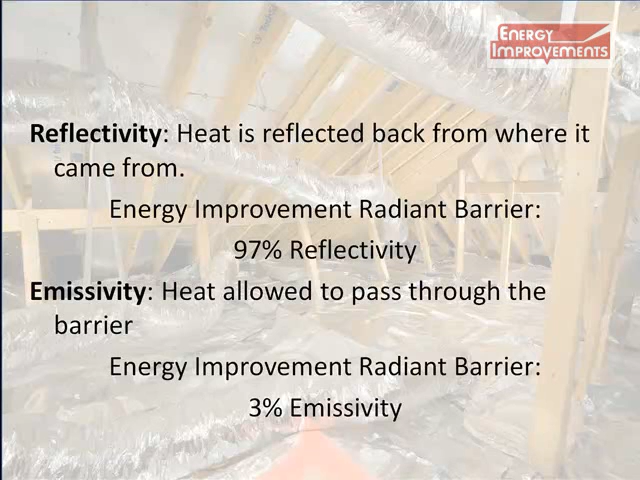 ENERGY
IMPROVEMENTS
Reflectivity: Heat is reflected back from where it
came from.
Energy Improvement Radiant Barrier:
97% Reflectivity
Emissivity: Heat allowed to pass through the
barrier
Energy Improvement Radiant Barrier:
3% Emissivity